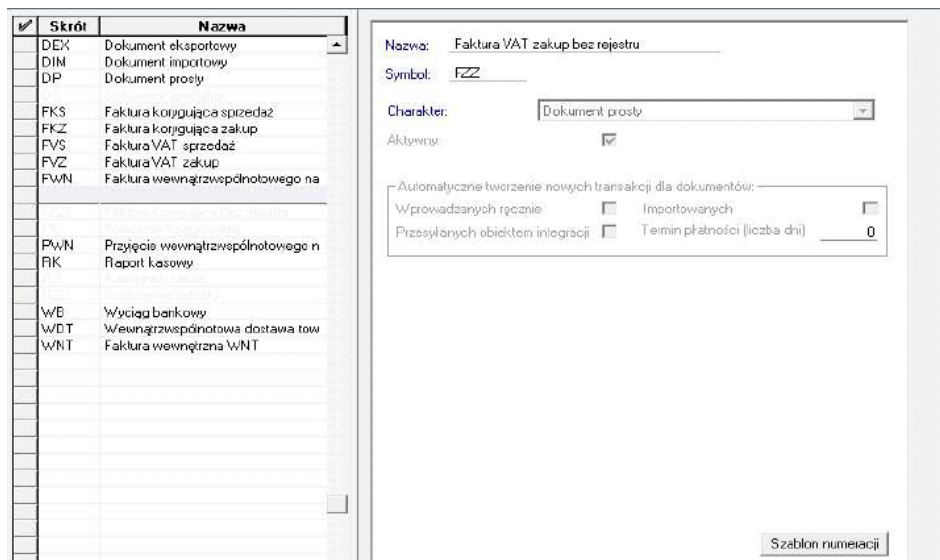 Skrót Nazwa
DEX Dokument eksportowy
DIM Dokument importowy
DP Dokument prosty
FKS Faktura korygująca sprzedaż
FKZ Faktura korygująca zakup
FVS Faktura VAT sprzedaż
FVZ Faktura VAT zakup
FWN Faktura wewnątrzwspólnotowego na
PWN Przyjęcie wewnątrzwspólnotowego n
RK Raport kasowy
WB Wyciąg bankowy
WDT Wewnątrzwspólnotowa dostawa tow
WNT Faktura wewnętrzna WNT
Nazwa: Faktura VAT zakup bez rejestru
Symbol: FZZ
Charakter: Dokument prosty
Aktywny:
Automatyczne tworzenie nowych transakcji dla dokumentów:
Wprowadzanych ręcznie Importowanych
Przesyłanych obiektem integracji Termin płatności (liczba dni) 0
Szablon numeracji